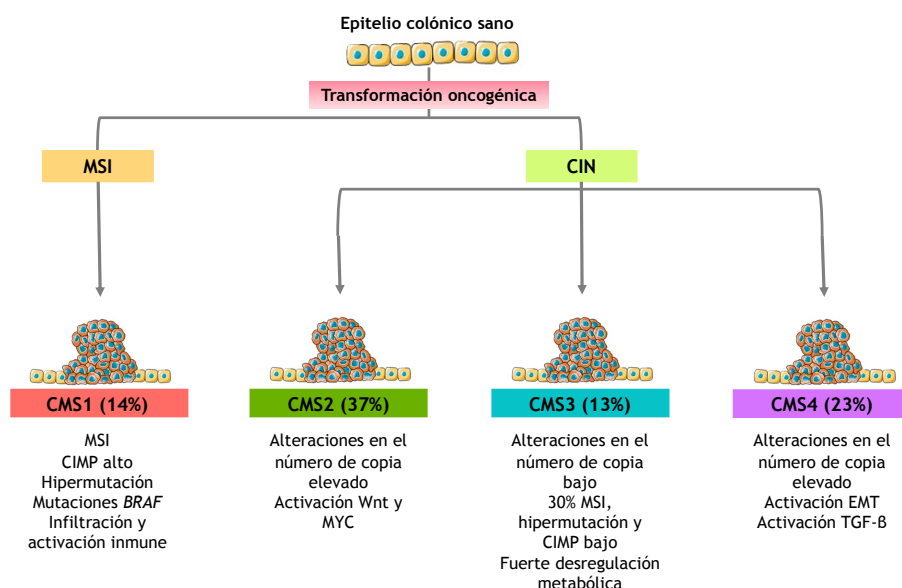 Epitelio colónico sano
Transformación oncogénica
MSI
CIN
CMS1 (14%)
MSI
CIMP alto
Hipermutación
Mutaciones BRAF
Infiltración y
activación inmune
CMS2 (37%)
Alteraciones en el
número de copia
elevado
Activación Wnt y
MYC
CMS3 (13%)
Alteraciones en el
número de copia
bajo
30% MSI,
hipermutación y
CIMP bajo
Fuerte desregulación
metabólica
CMS4 (23%)
Alteraciones en el
número de copia
elevado
Activación EMT
Activación TGF-ß